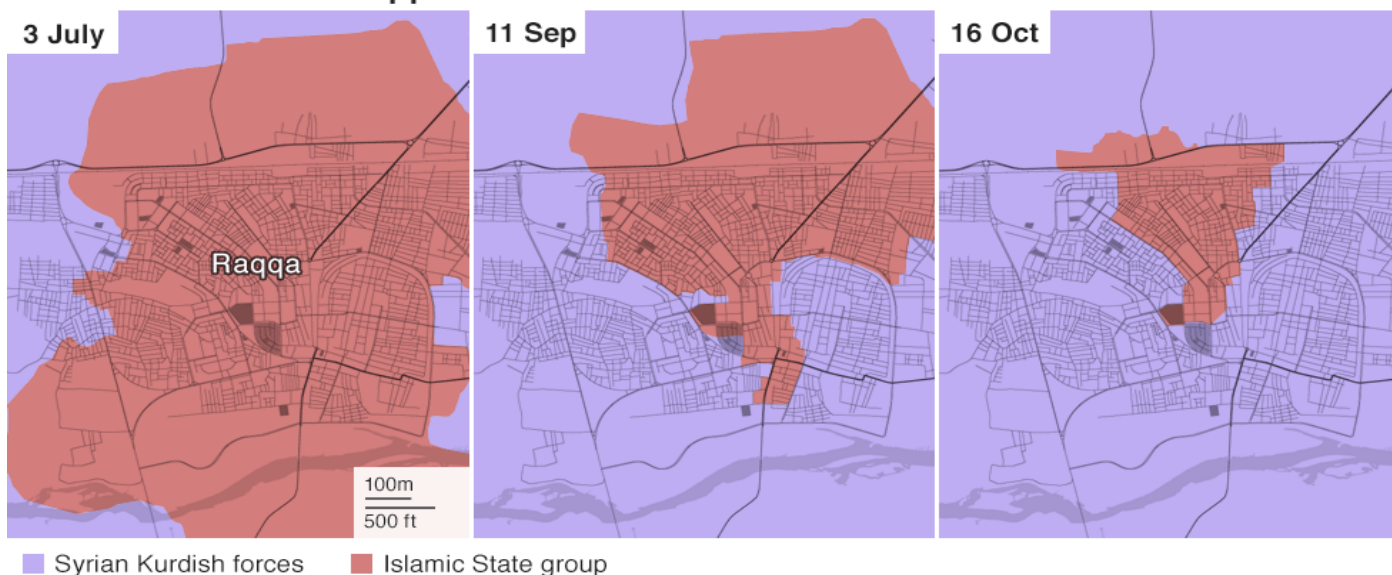 3 July
11 Sep
16 Oct
Raqqa
100m
500 ft
Syrian Kurdish forces
Islamic State group